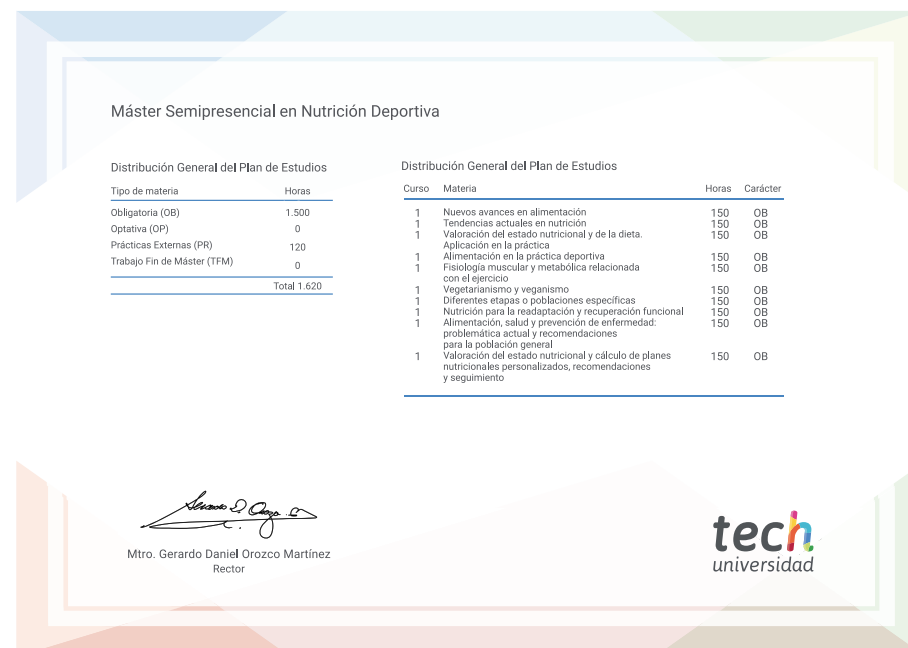 Máster Semipresencial en Nutrición Deportiva
Distribución General del Plan de Estudios
Tipo de materia Horas
Obligatoria (OB) 1.500
Optativa (OP) 0
Prácticas Externas (PR) 120
Trabajo Fin de Máster (TFM) 0
Total 1.620
Distribución General del Plan de Estudios
Curso Materia Horas Carácter
1 Nuevos avances en alimentación 150 OB
1 Tendencias actuales en nutrición 150 OB
1 Valoración del estado nutricional y de la dieta. 150 OB
Aplicación en la práctica
1 Alimentación en la práctica deportiva 150 OB
1 Fisiología muscular y metabólica relacionada 150 OB
con el ejercicio
1 Vegetarianismo y veganismo 150 OB
1 Diferentes etapas o poblaciones específicas 150 OB
1 Nutrición para la readaptación y recuperación funcional 150 OB
1 Alimentación, salud y prevención de enfermedad: 150 OB
problemática actual y recomendaciones
para la población general
1 Valoración del estado nutricional y cálculo de planes 150 OB
nutricionales personalizados, recomendaciones
y seguimiento
Mtro. Gerardo Daniel Orozco Martínez
Rector
tech
universidad